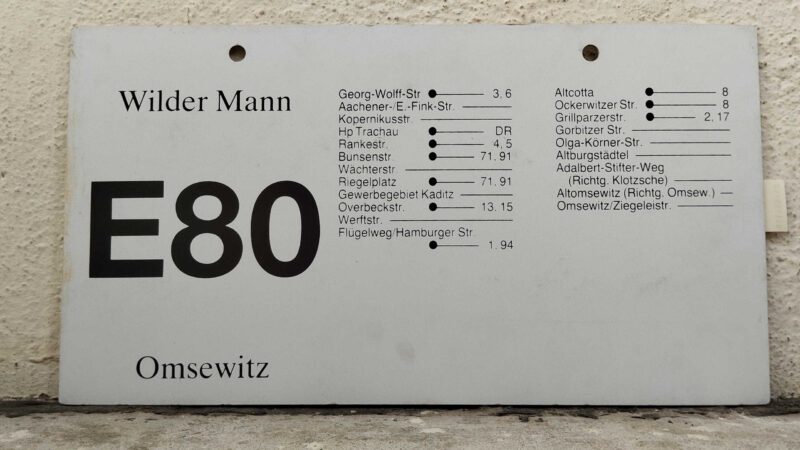 Wilder Mann
E80
Omsewitz
Georg-Wolff-Str 3. 6
Aachener-/E.-Fink-Str.
Kopernikusstr.
Hp Trachau DR
Rankestr. 4, 5
Bunsenstr. 71. 91
Wächterstr
Riegelplatz 71. 91
Gewerbegebiet Kaditz
Overbeckstr. 13. 15
Werftstr.
Flügelweg/Hamburger Str.
1. 94
Altcotta 8
Ockerwitzer Str. 8
Grillparzerstr. 2. 17
Gorbitzer Str.
Olga-Körner-Str.
Altburgstädtel
Adalbert-Stifter-Weg
(Richtg. Klotzsche)
Altomsewitz (Richtg. Omsew.)
Omsewitz/Ziegeleistr.